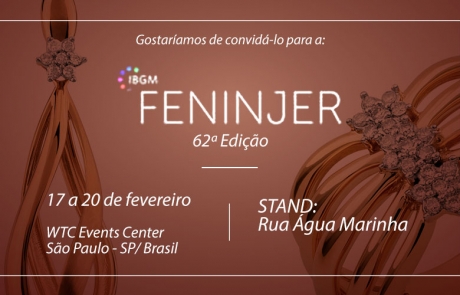 Gostaríamos de convidá-lo para a:
IBGM
FENINJER
62ª Edição
17 a 20 de fevereiro
WTC Events Center
São Paulo - SP/ Brasil
STAND:
Rua Água Marinha